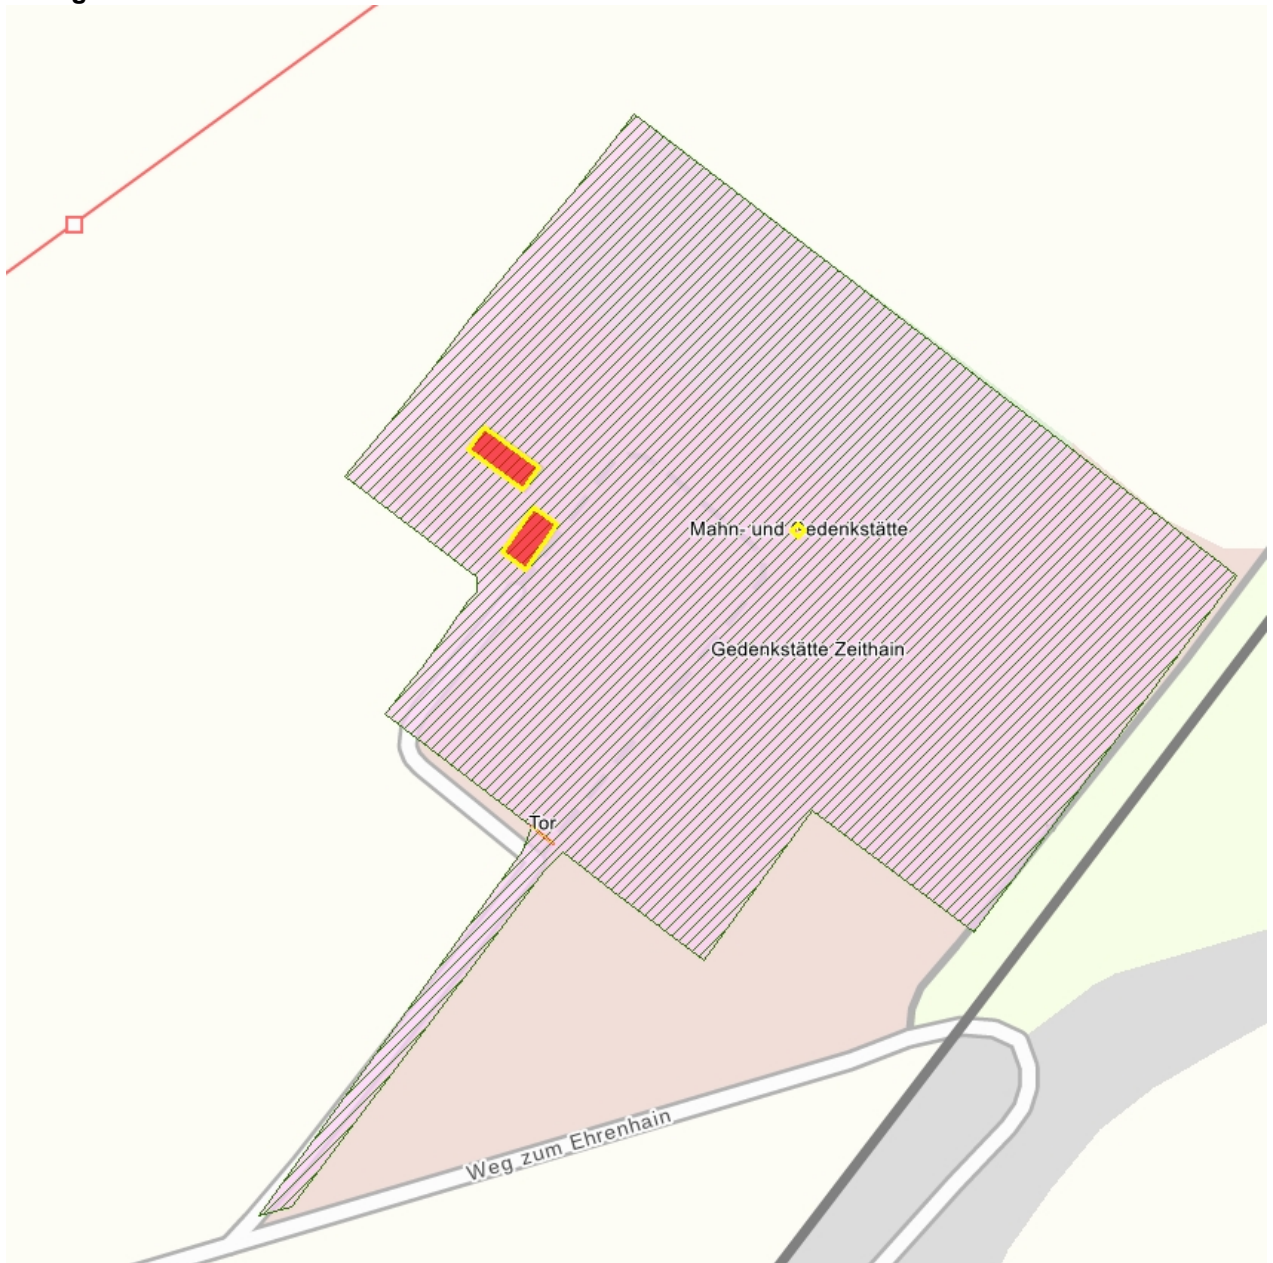 Mahn- und Gedenkstätte
Gedenkstätte Zeithain
Tor
Weg zum Ehrenhain